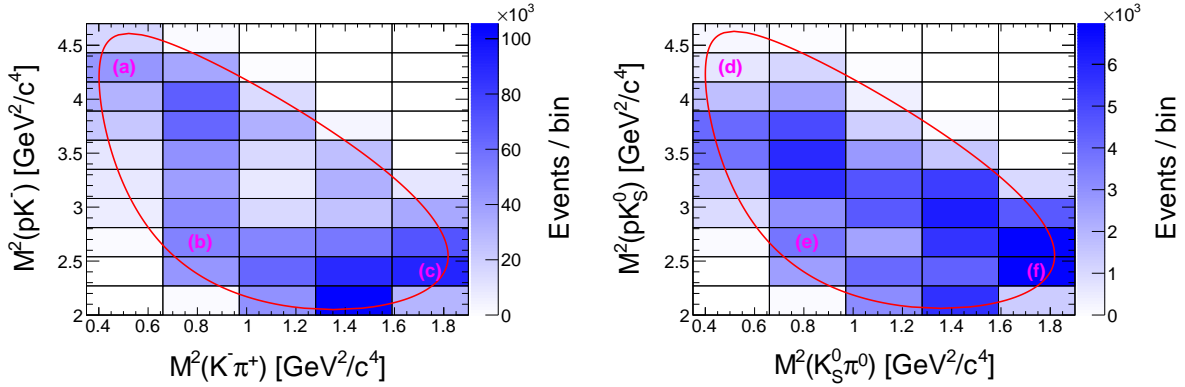 ×10³
100
80
60
40
20
0
Events / bin
4.5
4
3.5
3
2.5
2
M²(pK⁻) [GeV²/c⁴]
(a)
(b)
(c)
0.4 0.6 0.8 1 1.2 1.4 1.6 1.8
M²(K⁻π⁺) [GeV²/c⁴]
×10³
6
5
4
3
2
1
0
Events / bin
4.5
4
3.5
3
2.5
2
M²(pK⁰_S) [GeV²/c⁴]
(d)
(e)
(f)
0.4 0.6 0.8 1 1.2 1.4 1.6 1.8
M²(K⁰_Sπ⁰) [GeV²/c⁴]